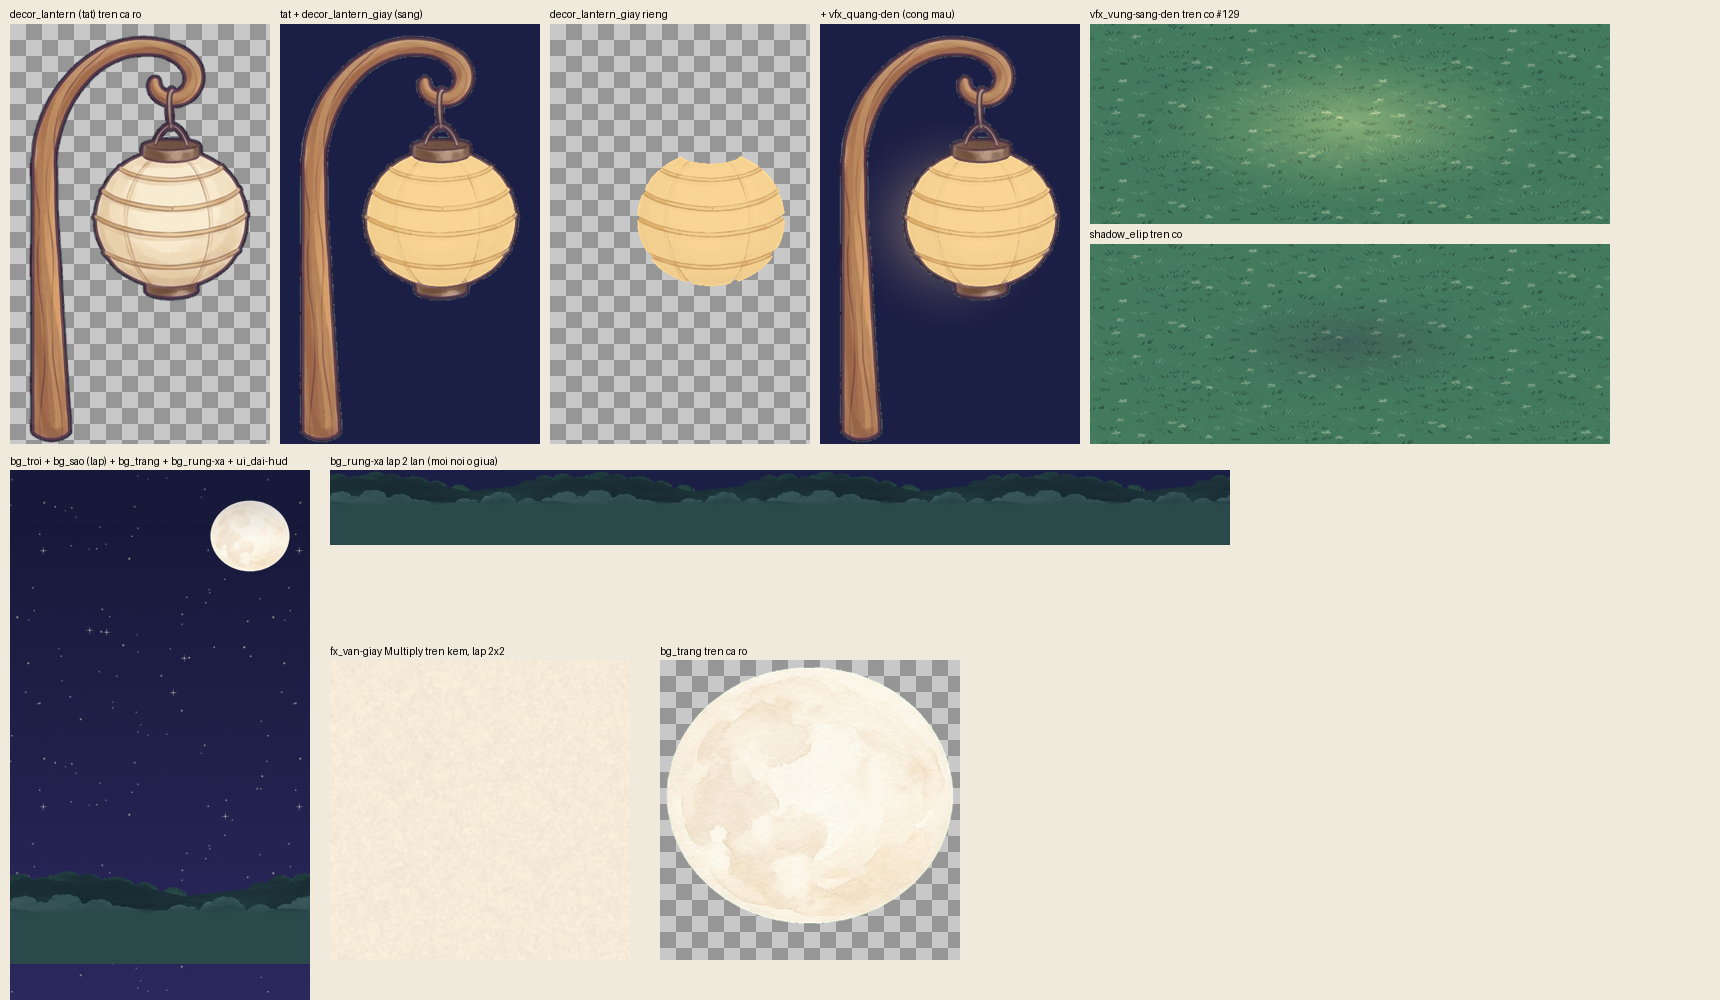 decor_lantern (tat) tren ca ro
tat + decor_lantern_giay (sang)
decor_lantern_giay rieng
+ vfx_quang-den (cong mau)
vfx_vung-sang-den tren co #129
shadow_elip tren co
bg_troi + bg_sao (lap) + bg_trang + bg_rung-xa + ui_dai-hud
bg_rung-xa lap 2 lan (moi noi o giua)
fx_van-giay Multiply tren kem, lap 2x2
bg_trang tren ca ro